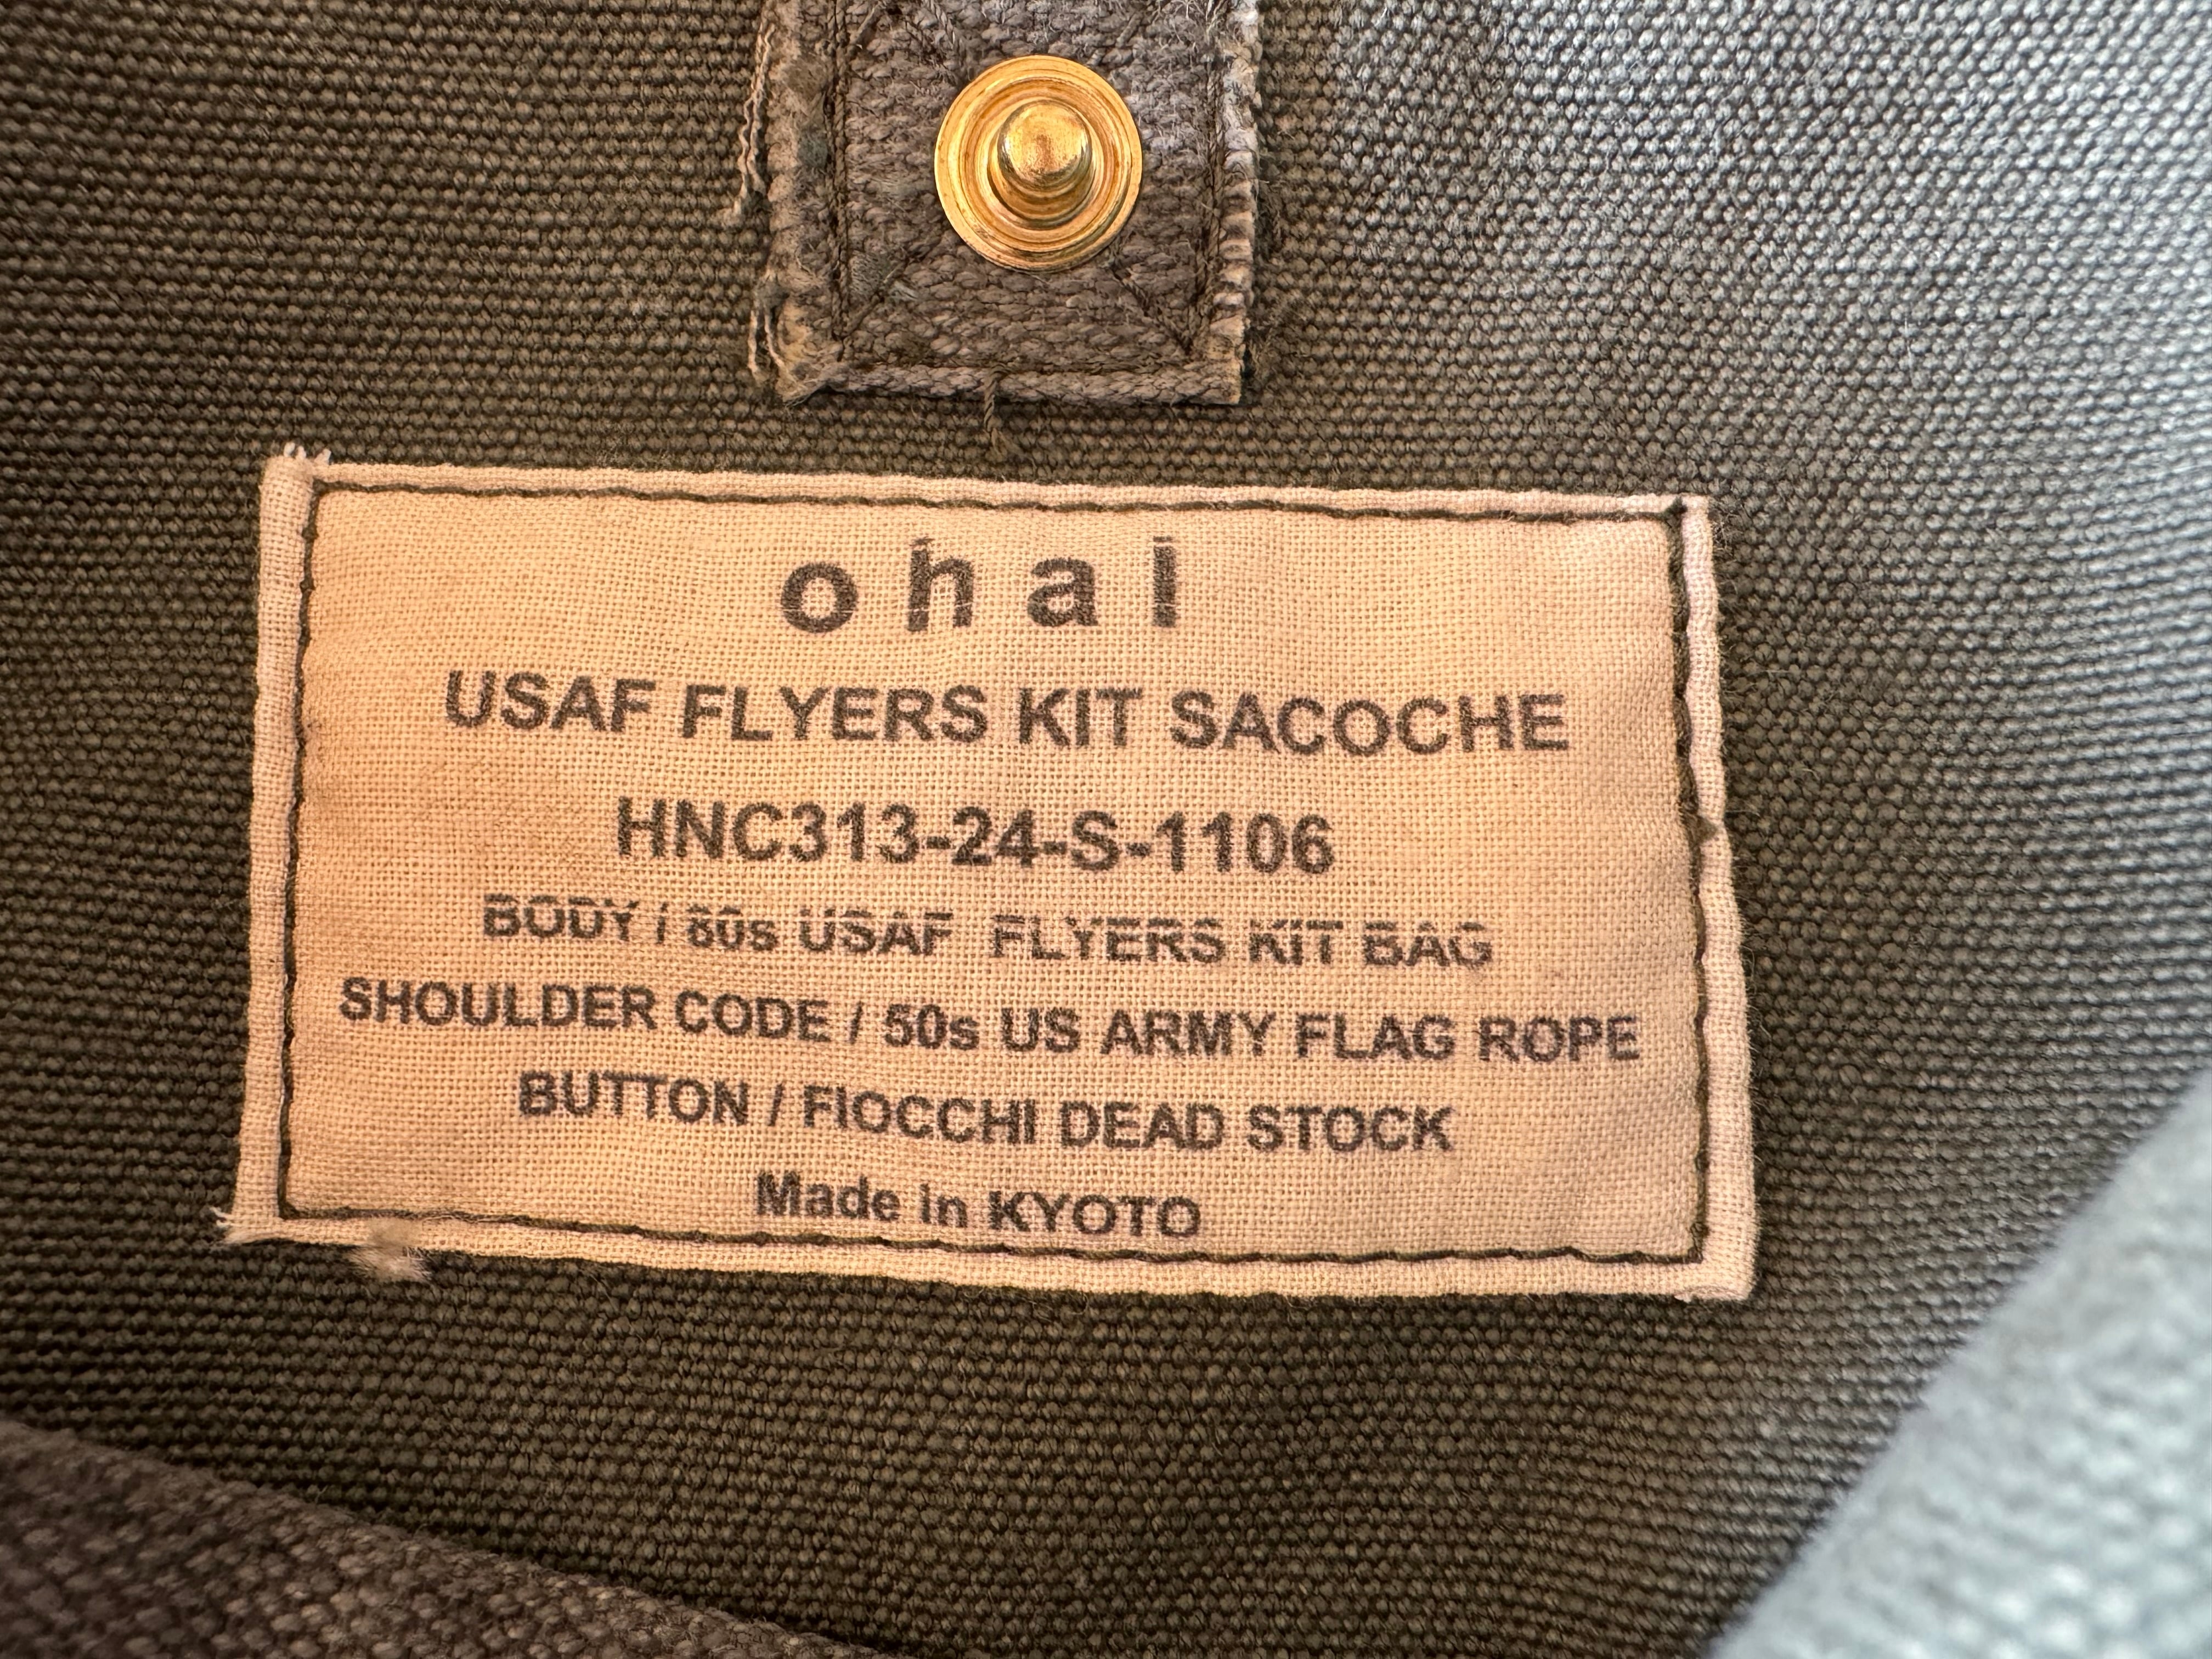 ohal
USAF FLYERS KIT SACOCHE
HNC313-24-S-1106
BODY / 80s USAF FLYERS KIT BAG
SHOULDER CODE / 50s US ARMY FLAG ROPE
BUTTON / FIOCCHI DEAD STOCK
Made in KYOTO